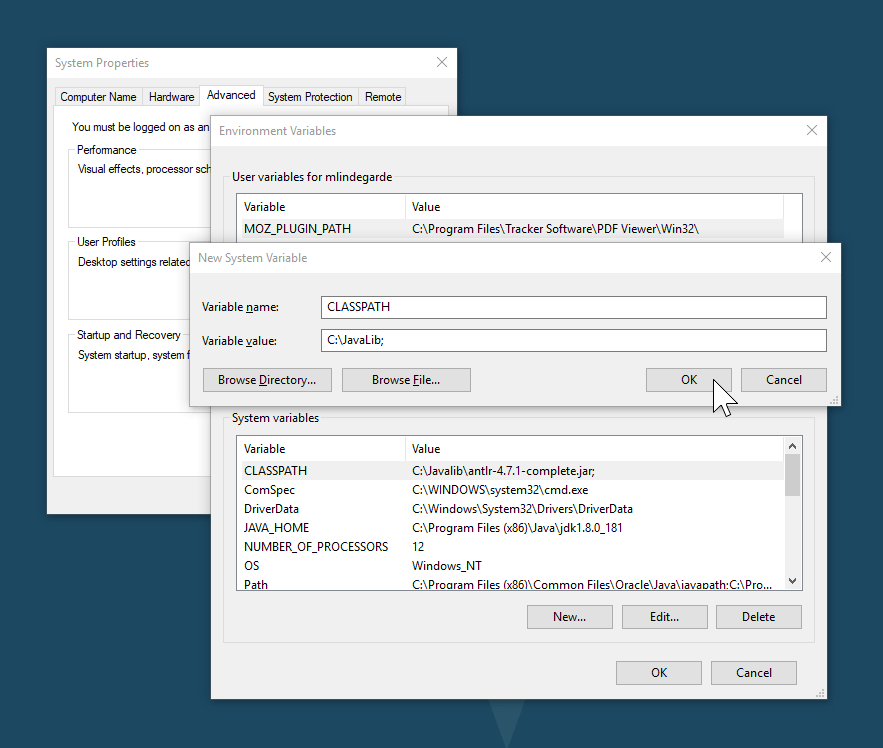 System Properties
Computer Name Hardware Advanced System Protection Remote
You must be logged on as an
Performance
Visual effects, processor sch
User Profiles
Desktop settings related
Startup and Recovery
System startup, system f
Environment Variables
User variables for mlindegarde
Variable Value
MOZ_PLUGIN_PATH C:\Program Files\Tracker Software\PDF Viewer\Win32\
New System Variable
Variable name: CLASSPATH
Variable value: C:\JavaLib;
Browse Directory... Browse File... OK Cancel
System variables
Variable Value
CLASSPATH C:\Javalib\antlr-4.7.1-complete.jar;
ComSpec C:\WINDOWS\system32\cmd.exe
DriverData C:\Windows\System32\Drivers\DriverData
JAVA_HOME C:\Program Files (x86)\Java\jdk1.8.0_181
NUMBER_OF_PROCESSORS 12
OS Windows_NT
Path C:\Program Files (x86)\Common Files\Oracle\Java\javapath;C:\Pro...
New... Edit... Delete
OK Cancel